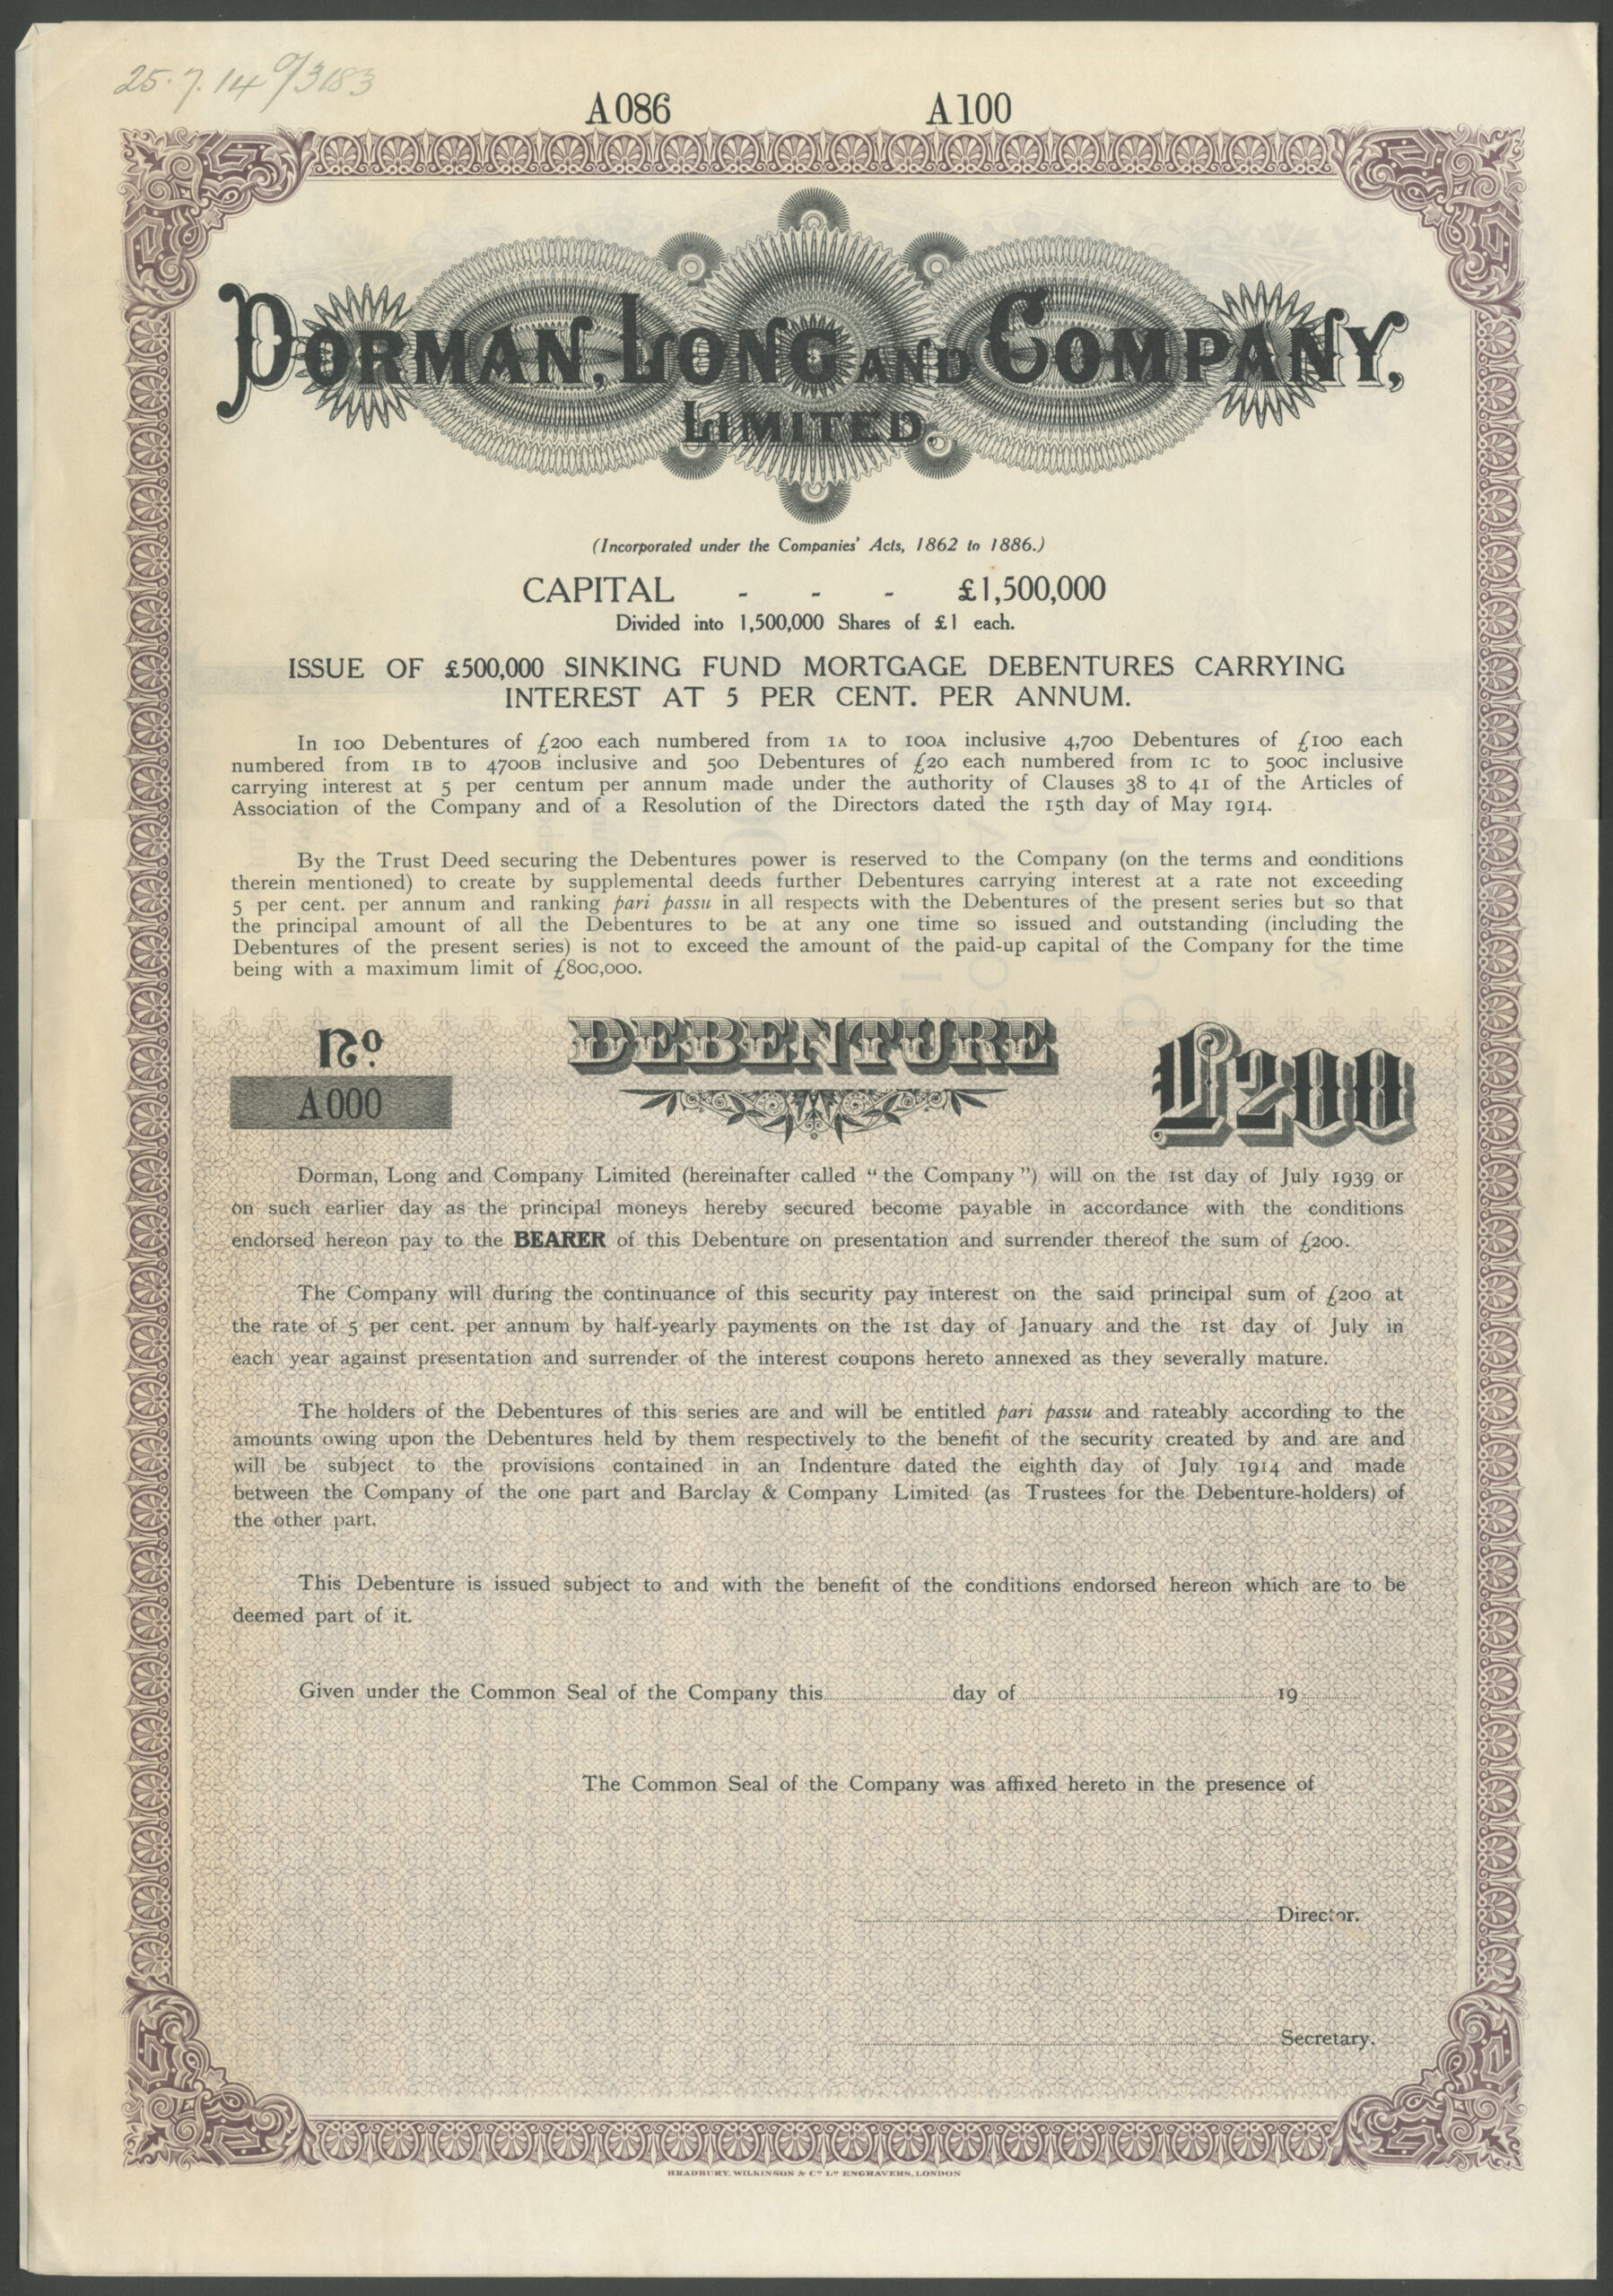 25.7.14 0/3183
A086 A100
DORMAN, LONG AND COMPANY,
LIMITED.
(Incorporated under the Companies' Acts, 1862 to 1886.)
CAPITAL - - - £1,500,000
Divided into 1,500,000 Shares of £1 each.
ISSUE OF £500,000 SINKING FUND MORTGAGE DEBENTURES CARRYING
INTEREST AT 5 PER CENT. PER ANNUM.
In 100 Debentures of £200 each numbered from 1A to 100A inclusive 4,700 Debentures of £100 each
numbered from 1B to 4700B inclusive and 500 Debentures of £20 each numbered from 1C to 500C inclusive
carrying interest at 5 per centum per annum made under the authority of Clauses 38 to 41 of the Articles of
Association of the Company and of a Resolution of the Directors dated the 15th day of May 1914.
By the Trust Deed securing the Debentures power is reserved to the Company (on the terms and conditions
therein mentioned) to create by supplemental deeds further Debentures carrying interest at a rate not exceeding
5 per cent. per annum and ranking pari passu in all respects with the Debentures of the present series but so that
the principal amount of all the Debentures to be at any one time so issued and outstanding (including the
Debentures of the present series) is not to exceed the amount of the paid-up capital of the Company for the time
being with a maximum limit of £800,000.
No. DEBENTURE £200
A000
Dorman, Long and Company Limited (hereinafter called "the Company") will on the 1st day of July 1939 or
on such earlier day as the principal moneys hereby secured become payable in accordance with the conditions
endorsed hereon pay to the BEARER of this Debenture on presentation and surrender thereof the sum of £200.
The Company will during the continuance of this security pay interest on the said principal sum of £200 at
the rate of 5 per cent. per annum by half-yearly payments on the 1st day of January and the 1st day of July in
each year against presentation and surrender of the interest coupons hereto annexed as they severally mature.
The holders of the Debentures of this series are and will be entitled pari passu and rateably according to the
amounts owing upon the Debentures held by them respectively to the benefit of the security created by and are and
will be subject to the provisions contained in an Indenture dated the eighth day of July 1914 and made
between the Company of the one part and Barclay & Company Limited (as Trustees for the Debenture-holders) of
the other part.
This Debenture is issued subject to and with the benefit of the conditions endorsed hereon which are to be
deemed part of it.
Given under the Common Seal of the Company this day of 19
The Common Seal of the Company was affixed hereto in the presence of
Director.
Secretary.
BRADBURY, WILKINSON & Co. Ld. ENGRAVERS, LONDON